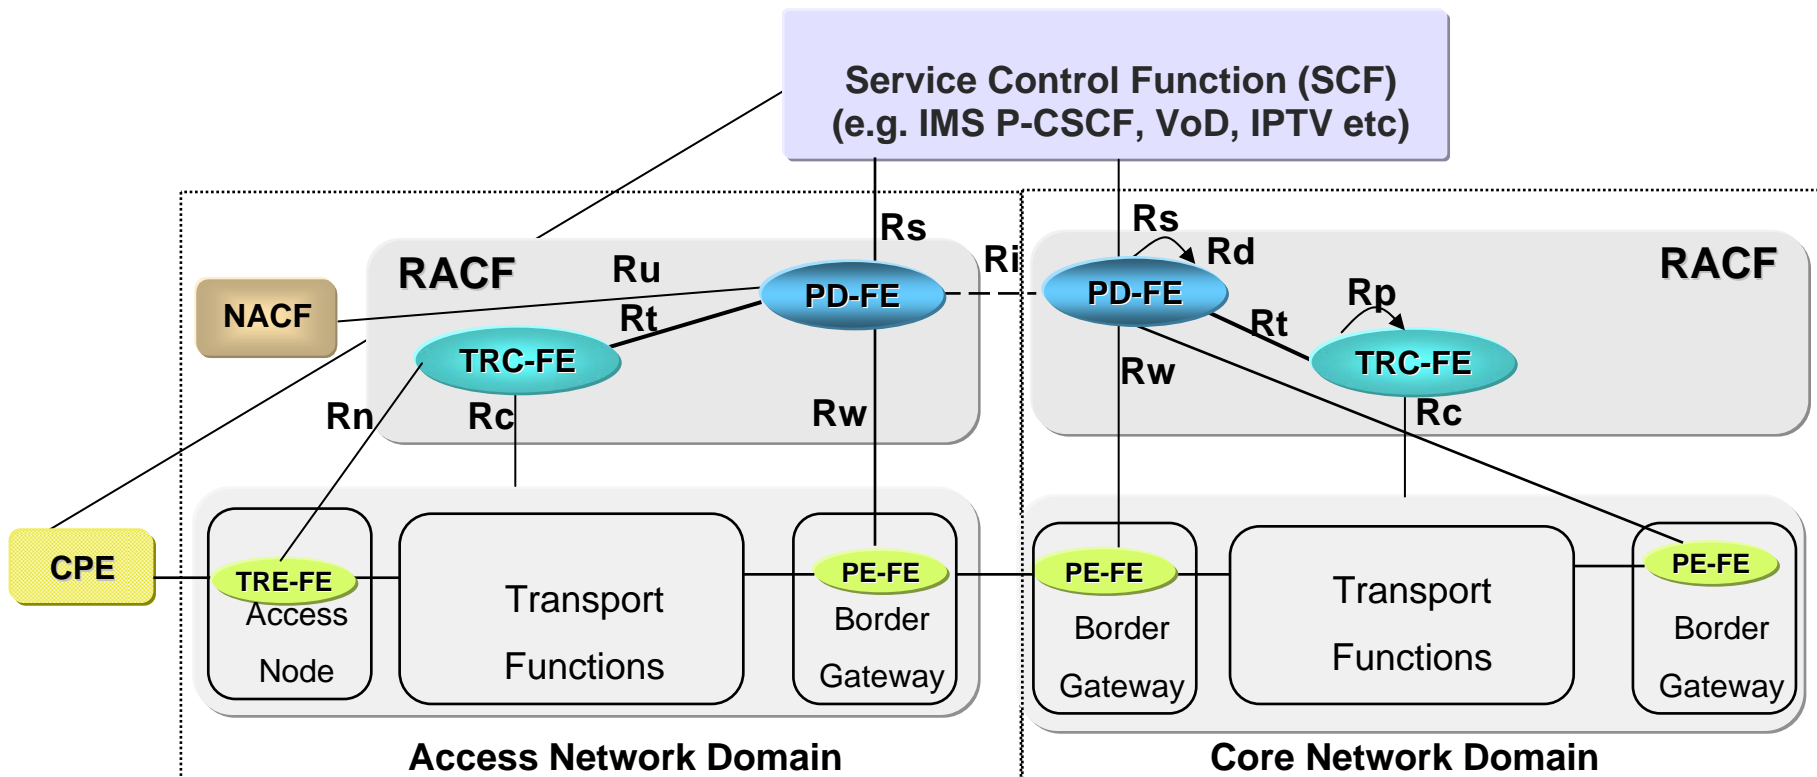 Service Control Function (SCF)
(e.g. IMS P-CSCF, VoD, IPTV etc)
Rs
Rs
Rd
Ri
RACF
Ru
PD-FE
PD-FE
RACF
NACF
Rt
Rp
Rt
TRC-FE
TRC-FE
Rw
Rn
Rc
Rw
Rc
CPE
TRE-FE
Access
Node
Transport
Functions
PE-FE
Border
Gateway
PE-FE
Border
Gateway
Transport
Functions
PE-FE
Border
Gateway
Access Network Domain
Core Network Domain